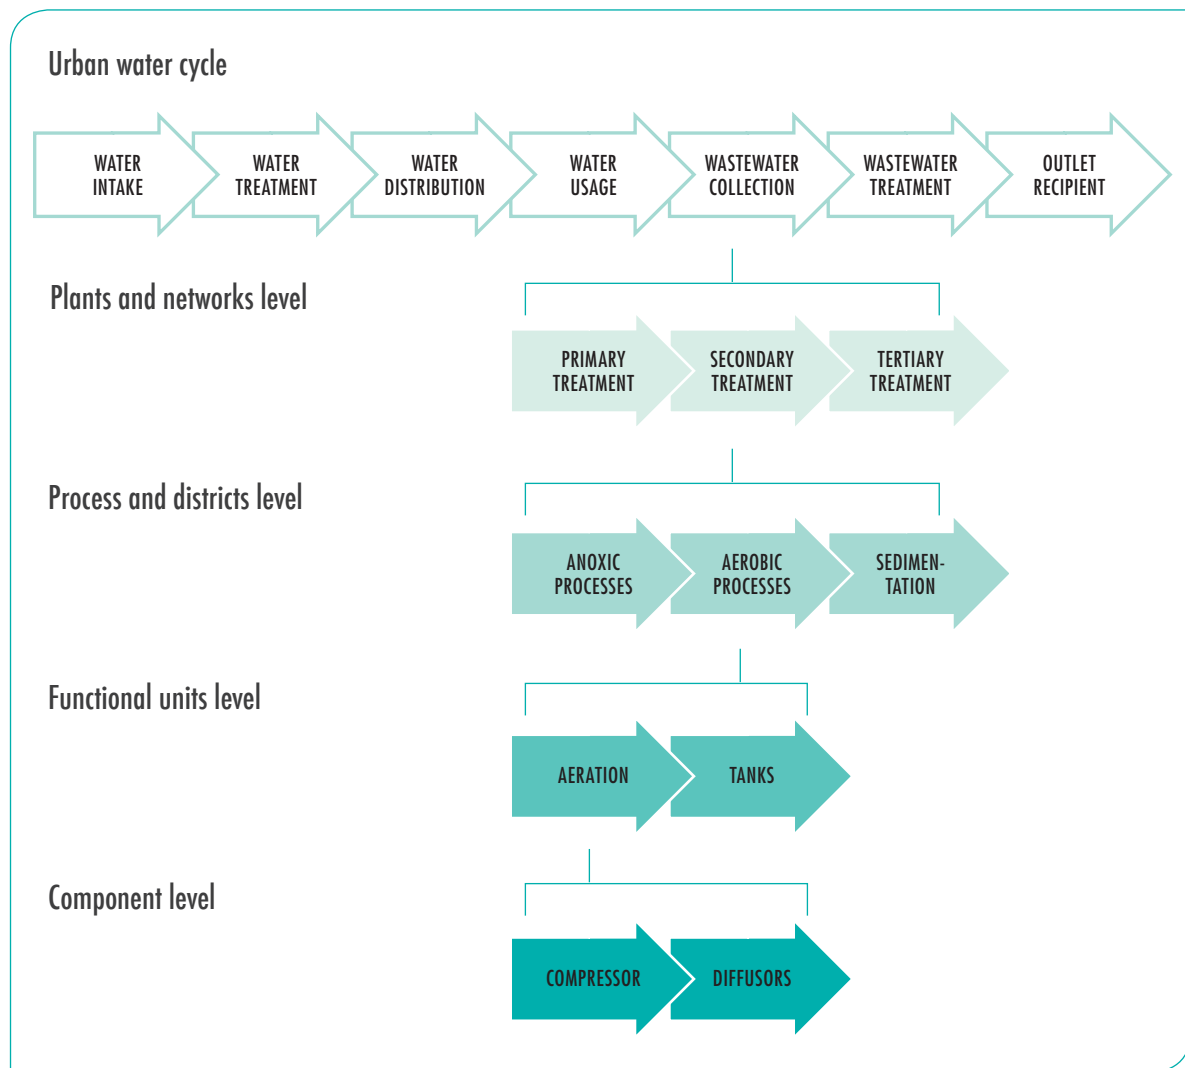 Urban water cycle
WATER
INTAKE
WATER
TREATMENT
WATER
DISTRIBUTION
WATER
USAGE
WASTEWATER
COLLECTION
WASTEWATER
TREATMENT
OUTLET
RECIPIENT
Plants and networks level
PRIMARY
TREATMENT
SECONDARY
TREATMENT
TERTIARY
TREATMENT
Process and districts level
ANOXIC
PROCESSES
AEROBIC
PROCESSES
SEDIMEN-
TATION
Functional units level
AERATION
TANKS
Component level
COMPRESSOR
DIFFUSORS